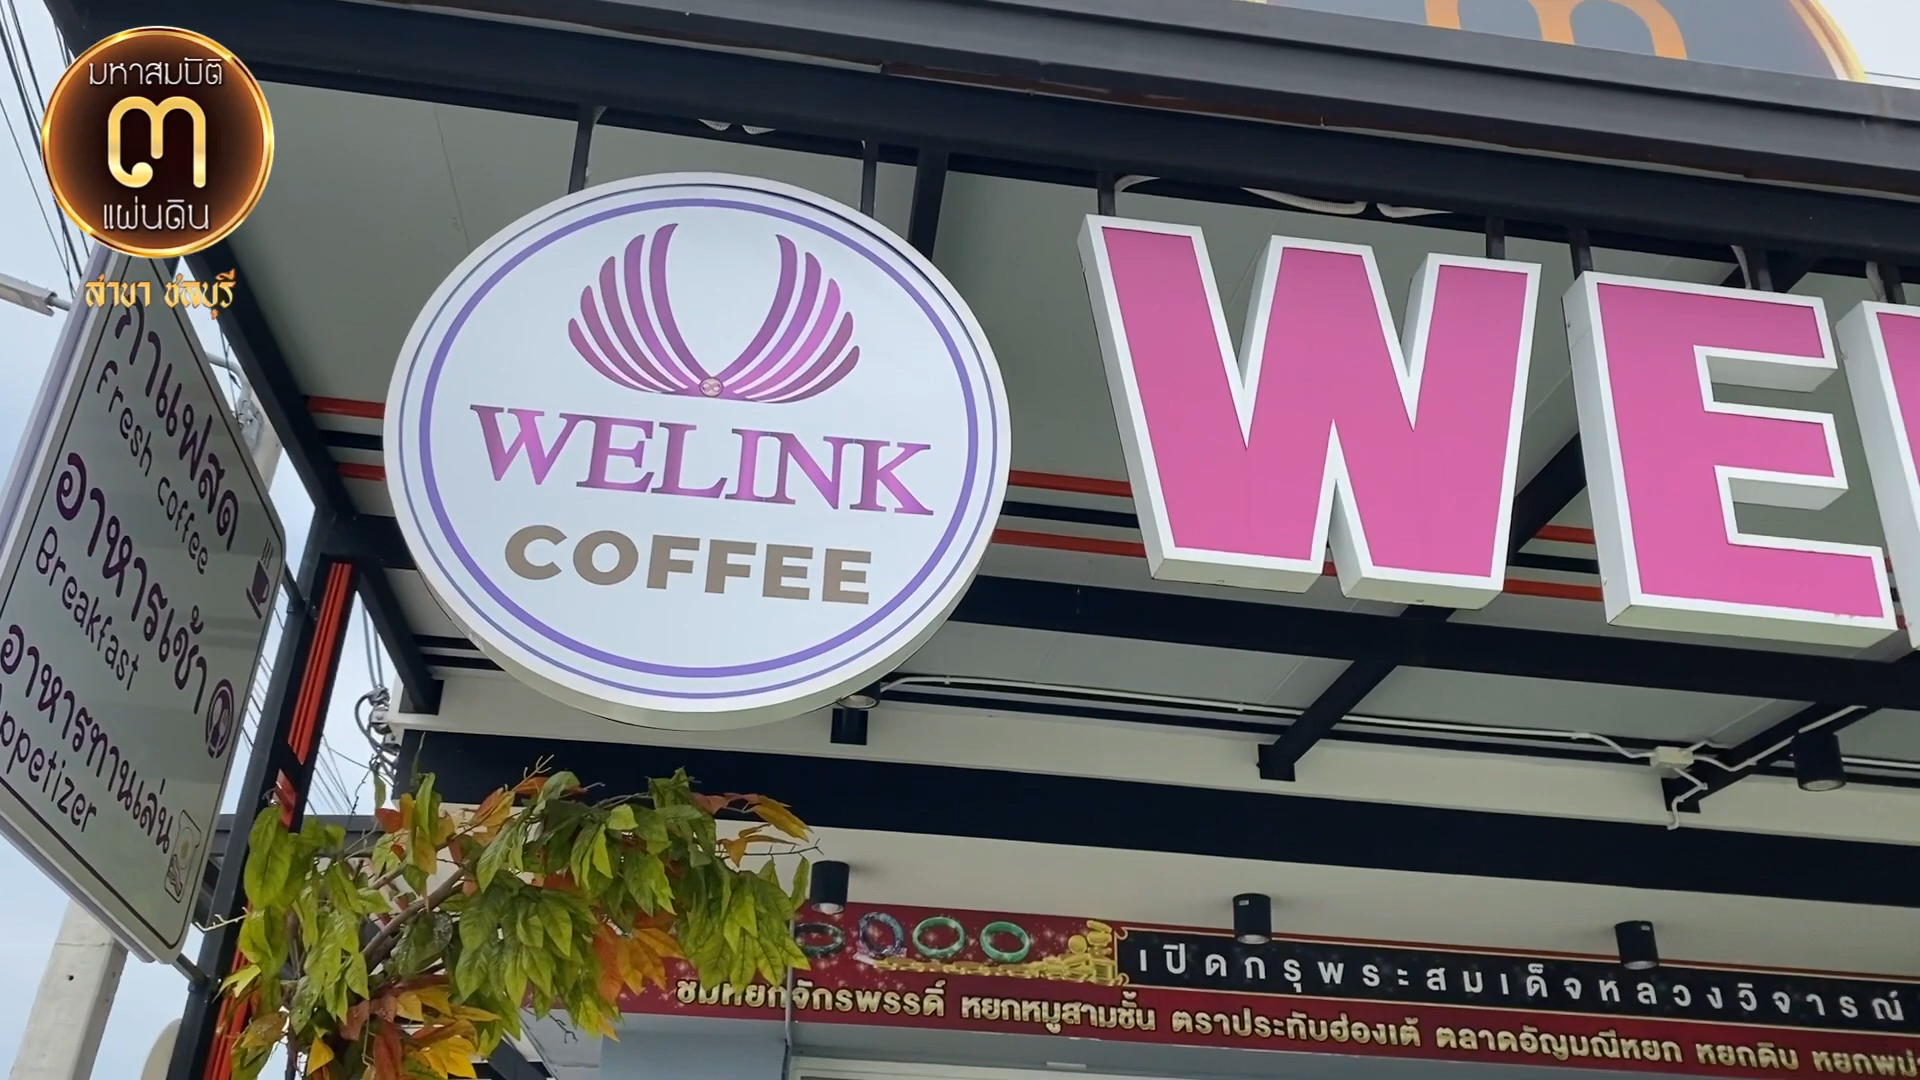 มหาสมบัติ
๓
แผ่นดิน
สาขา ชลบุรี
กาแฟสด
Fresh coffee
อาหารเช้า
Breakfast
อาหารทานเล่น
Appetizer
WELINK
COFFEE
WE
เปิดกรุพระสมเด็จหลวงวิจารณ์
ชมหยกจักรพรรดิ์ หยกหมูสามชั้น ตราประทับฮ่องเต้ ตลาดอัญมณีหยก หยกดิบ